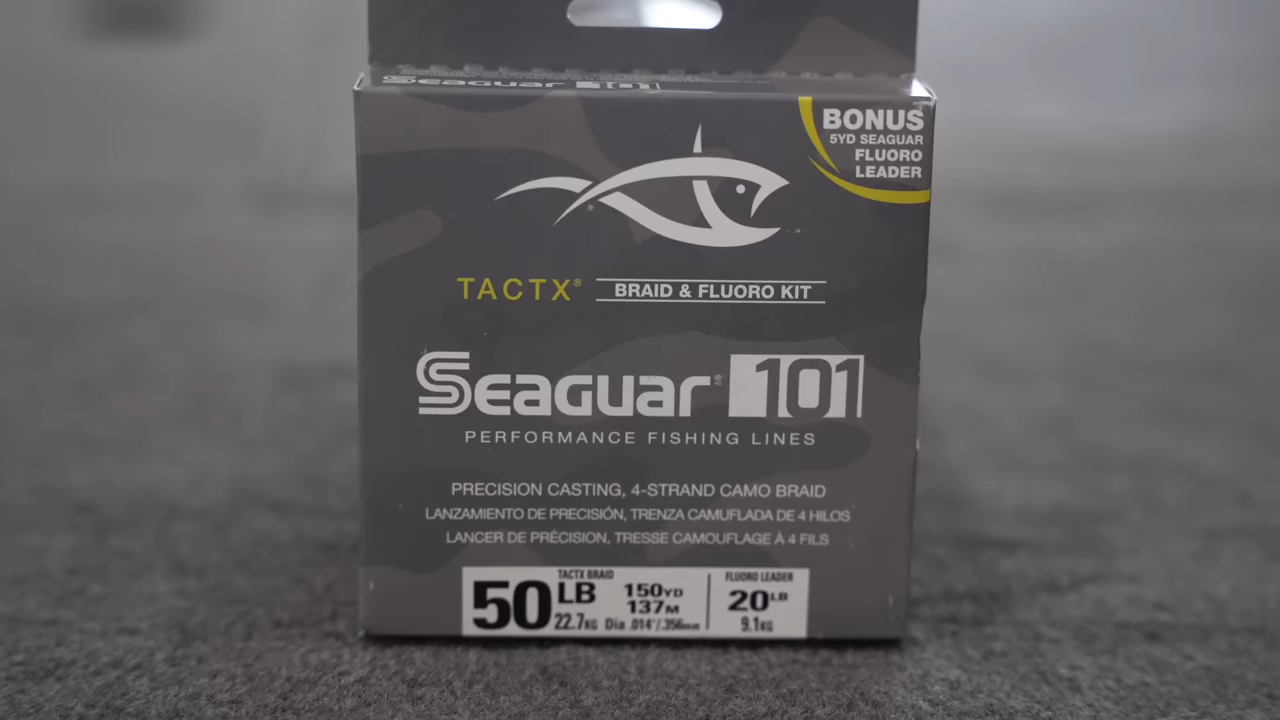 Seaguar 101
BONUS
5YD SEAGUAR
FLUORO
LEADER
TACTX® BRAID & FLUORO KIT
SEAGUAR® 101
PERFORMANCE FISHING LINES
PRECISION CASTING, 4-STRAND CAMO BRAID
LANZAMIENTO DE PRECISIÓN, TRENZA CAMUFLADA DE 4 HILOS
LANCER DE PRÉCISION, TRESSE CAMOUFLAGE À 4 FILS
TACTX BRAID
50 LB
22.7KG
150YD
137M
Dia .014"/.356mm
FLUORO LEADER
20LB
9.1KG